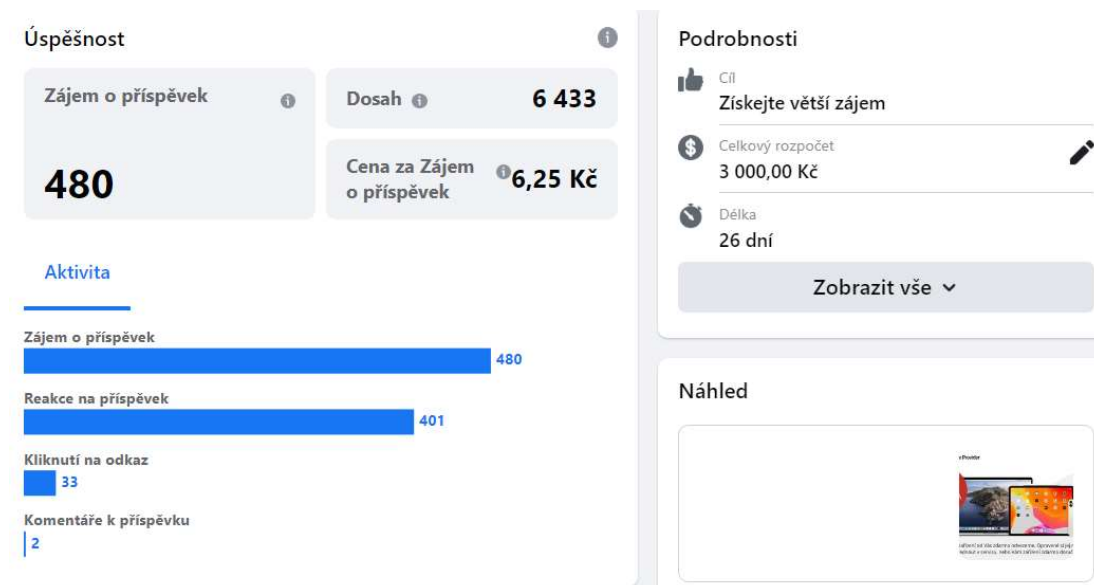 Úspěšnost
Zájem o příspěvek
480
Dosah
6 433
Cena za Zájem
o příspěvek
6,25 Kč
Aktivita
Zájem o příspěvek
480
Reakce na příspěvek
401
Kliknutí na odkaz
33
Komentáře k příspěvku
2
Podrobnosti
Cíl
Získejte větší zájem
Celkový rozpočet
3 000,00 Kč
Délka
26 dní
Zobrazit vše
Náhled